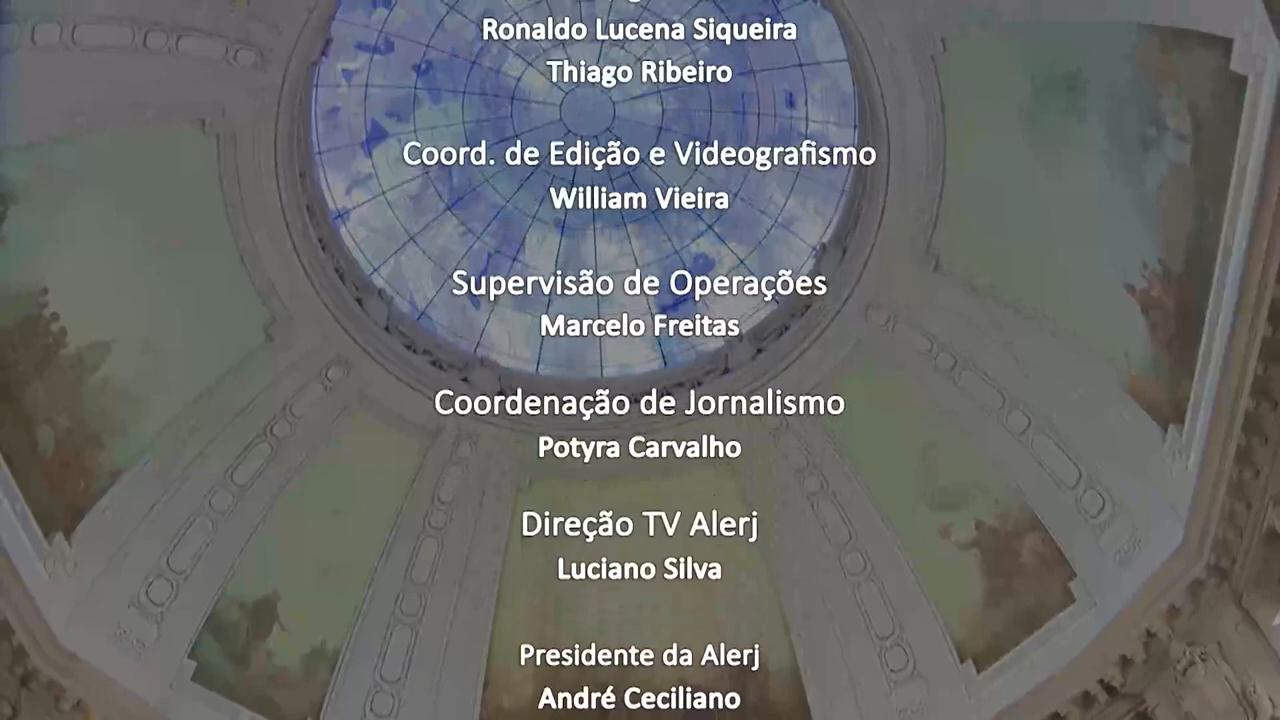 Ronaldo Lucena Siqueira
Thiago Ribeiro
Coord. de Edição e Videografismo
William Vieira
Supervisão de Operações
Marcelo Freitas
Coordenação de Jornalismo
Potyra Carvalho
Direção TV Alerj
Luciano Silva
Presidente da Alerj
André Ceciliano